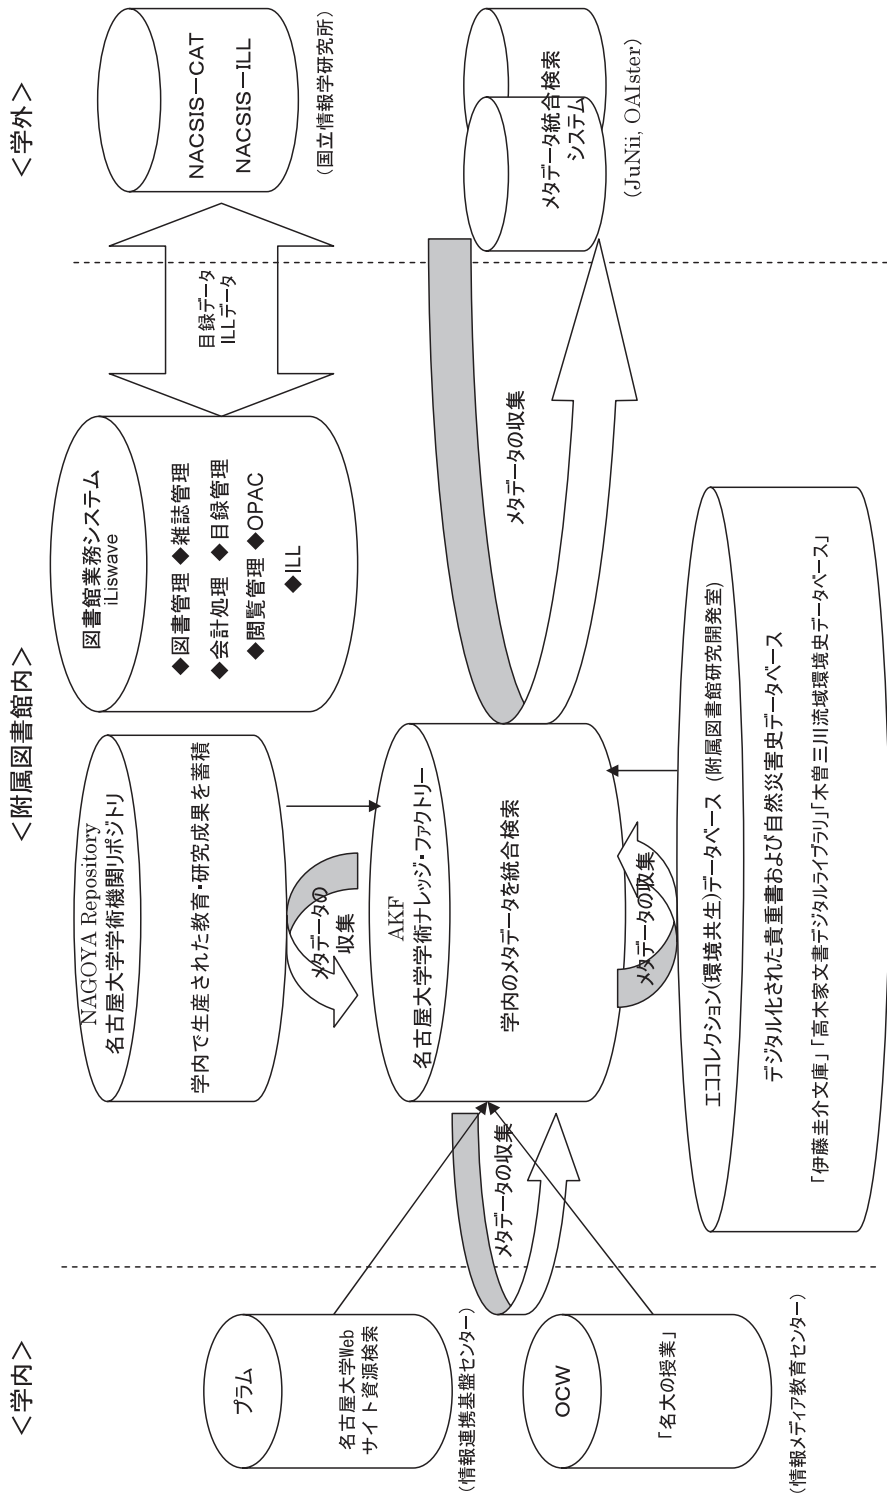 ＜学内＞
＜附属図書館内＞
＜学外＞
プラム
名古屋大学Web
サイト資源検索
(情報連携基盤センター)
OCW
「名大の授業」
(情報メディア教育センター)
メタデータの収集
NAGOYA Repository
名古屋大学学術機関リポジトリ
学内で生産された教育・研究成果を蓄積
メタデータの
収集
AKF
名古屋大学学術ナレッジ・ファクトリー
学内のメタデータを統合検索
メタデータの収集
エココレクション(環境共生)データベース (附属図書館研究開発室)
デジタル化された貴重書および自然災害史データベース
「伊藤圭介文庫」「高木家文書デジタルライブラリ」「木曽三川流域環境史データベース」
図書館業務システム
iLiswave
◆図書管理 ◆雑誌管理
◆会計処理 ◆目録管理
◆閲覧管理 ◆OPAC
◆ILL
目録データ
ILLデータ
NACSIS－CAT
NACSIS－ILL
(国立情報学研究所)
メタデータの収集
メタデータ統合検索
システム
(JuNii, OAIster)